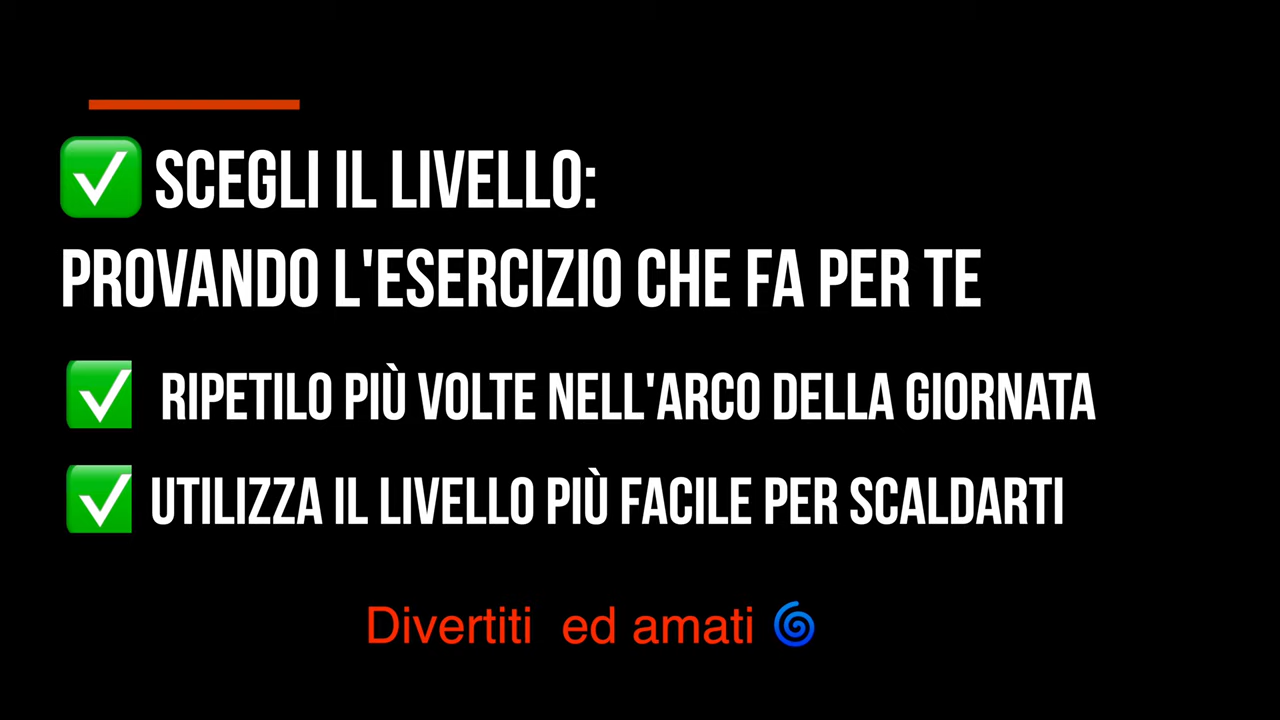 ✅ SCEGLI IL LIVELLO:
PROVANDO L'ESERCIZIO CHE FA PER TE
✅ RIPETILO PIÙ VOLTE NELL'ARCO DELLA GIORNATA
✅ UTILIZZA IL LIVELLO PIÙ FACILE PER SCALDARTI
Divertiti ed amati 🌀